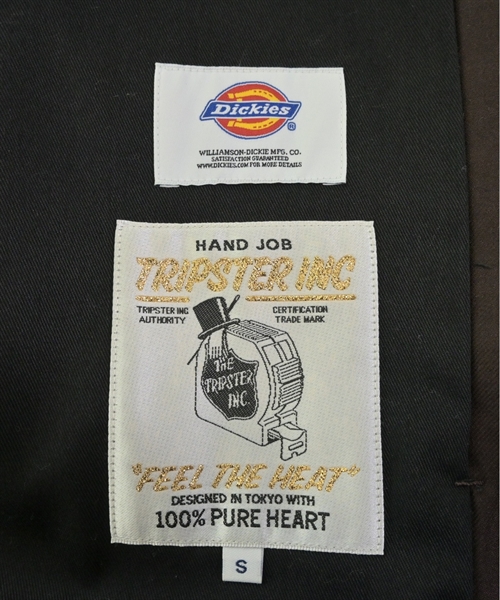 Dickies
®
WILLIAMSON-DICKIE MFG. CO.
SATISFACTION GUARANTEED
WWW.DICKIES.COM FOR MORE DETAILS
HAND JOB
TRIPSTER INC
TRIPSTER INC
AUTHORITY
CERTIFICATION
TRADE MARK
THE
TRIPSTER
INC.
"FEEL THE HEAT"
DESIGNED IN TOKYO WITH
100% PURE HEART
S